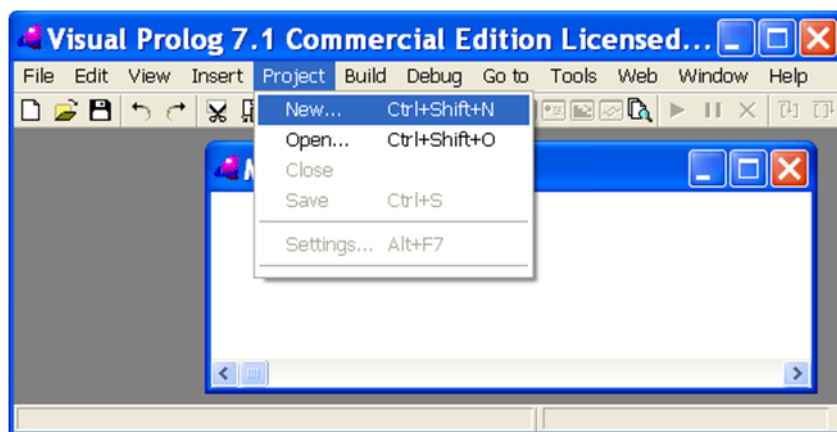 Visual Prolog 7.1 Commercial Edition Licensed...
File Edit View Insert Project Build Debug Go to Tools Web Window Help
New... Ctrl+Shift+N
Open... Ctrl+Shift+O
Close
Save Ctrl+S
Settings... Alt+F7